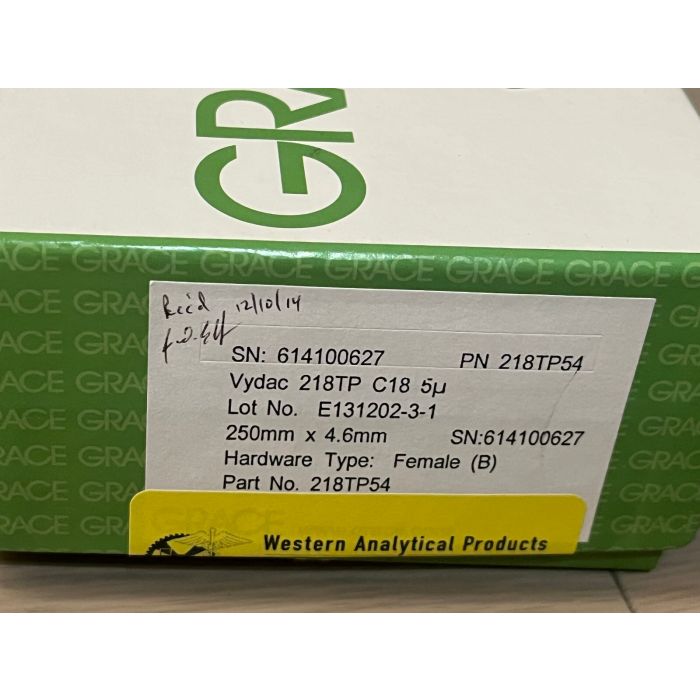 GRA
GRACE GRACE GRACE GRACE GRACE
Rec'd 12/10/14
SN: 614100627 PN 218TP54
Vydac 218TP C18 5µ
Lot No. E131202-3-1
250mm x 4.6mm SN:614100627
Hardware Type: Female (B)
Part No. 218TP54
GRACE
Western Analytical Products